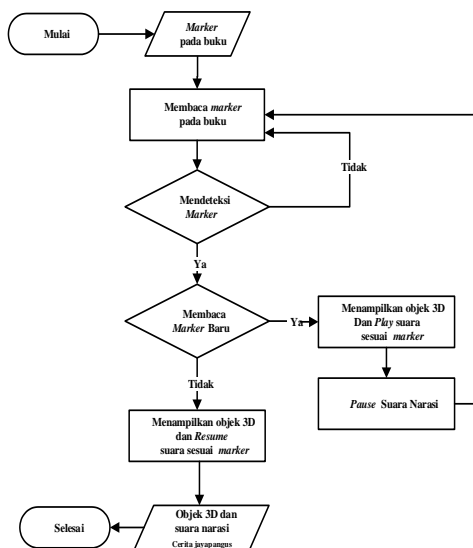 Mulai
Marker
pada buku
Membaca marker
pada buku
Tidak
Mendeteksi
Marker
Ya
Membaca
Marker Baru
Ya
Menampilkan objek 3D
Dan Play suara
sesuai marker
Tidak
Pause Suara Narasi
Menampilkan objek 3D
dan Resume
suara sesuai marker
Objek 3D dan
suara narasi
Cerita jayapangus
Selesai